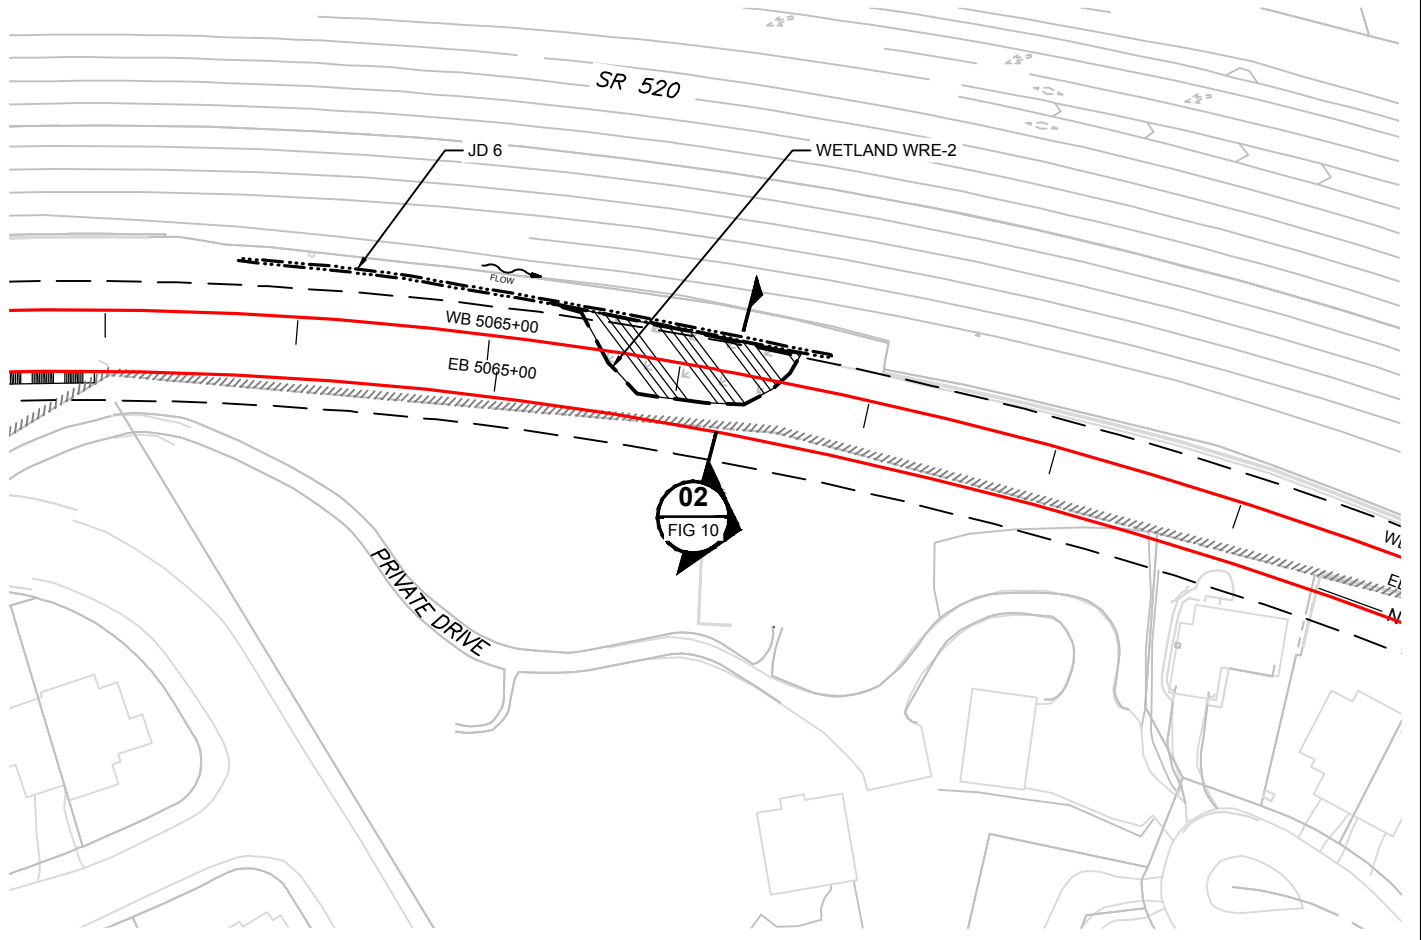 SR 520
JD 6
WETLAND WRE-2
FLOW
WB 5065+00
EB 5065+00
02
FIG 10
PRIVATE DRIVE